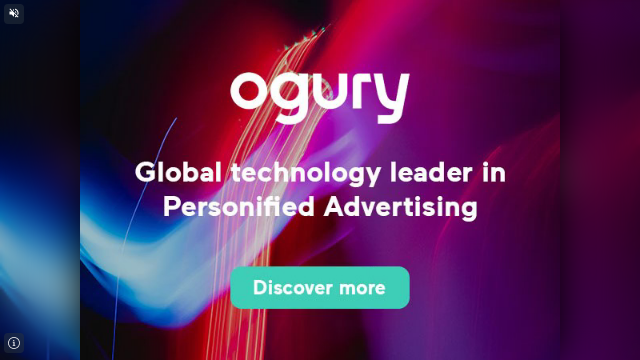 ogury
Global technology leader in
Personified Advertising
Discover more